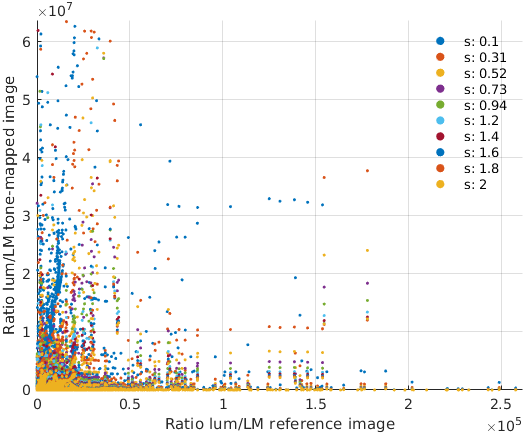 ×10⁷
6
5
4
3
2
1
0
Ratio lum/LM tone-mapped image
s: 0.1
s: 0.31
s: 0.52
s: 0.73
s: 0.94
s: 1.2
s: 1.4
s: 1.6
s: 1.8
s: 2
0 0.5 1 1.5 2 2.5
Ratio lum/LM reference image
×10⁵